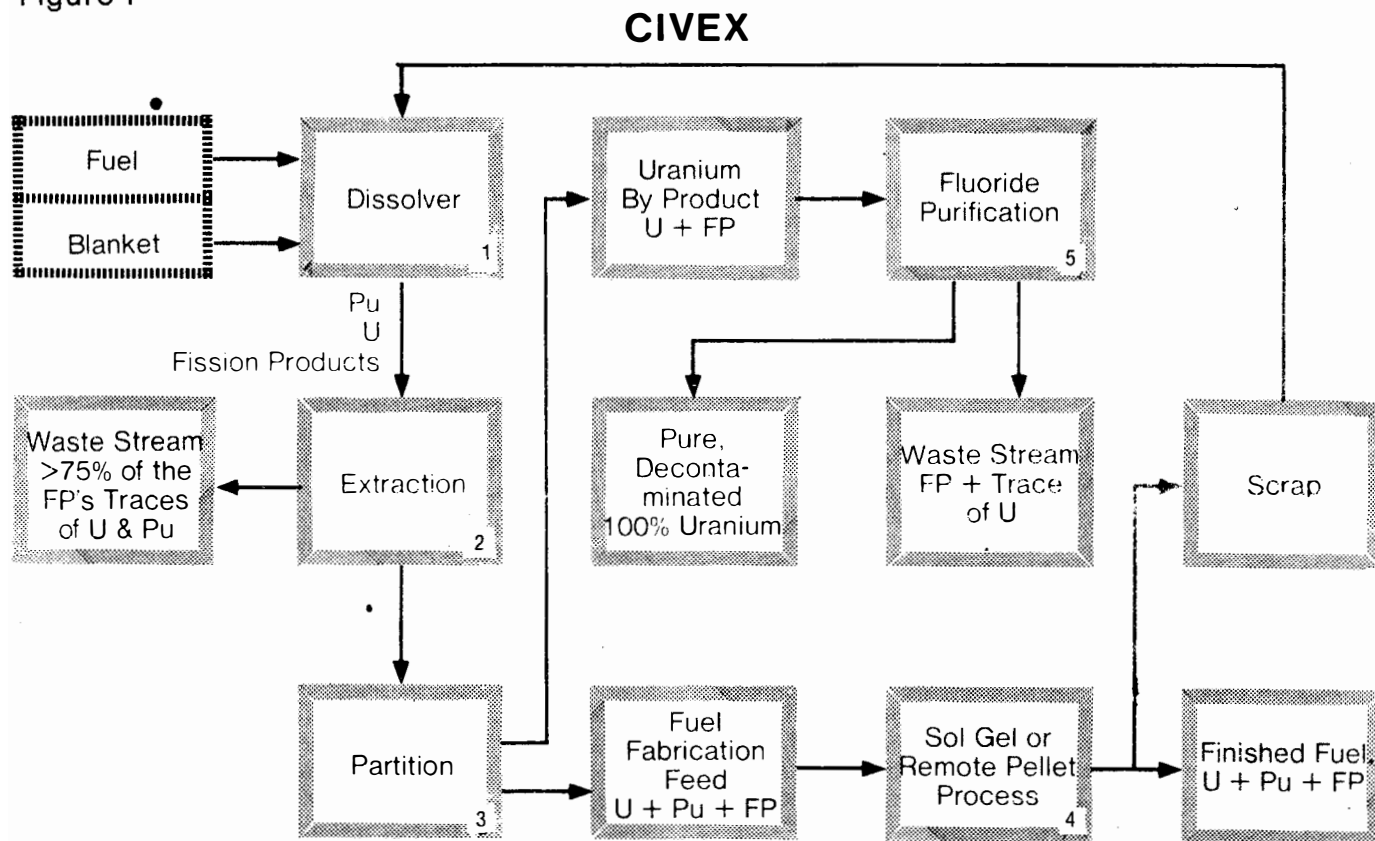 Figure 1
CIVEX
Fuel
Blanket
Dissolver
1
Uranium
By Product
U + FP
Fluoride
Purification
5
Pu
U
Fission Products
Waste Stream
>75% of the
FP's Traces
of U & Pu
Extraction
2
Pure,
Deconta-
minated
100% Uranium
Waste Stream
FP + Trace
of U
Scrap
Partition
3
Fuel
Fabrication
Feed
U + Pu + FP
Sol Gel or
Remote Pellet
Process
4
Finished Fuel
U + Pu + FP